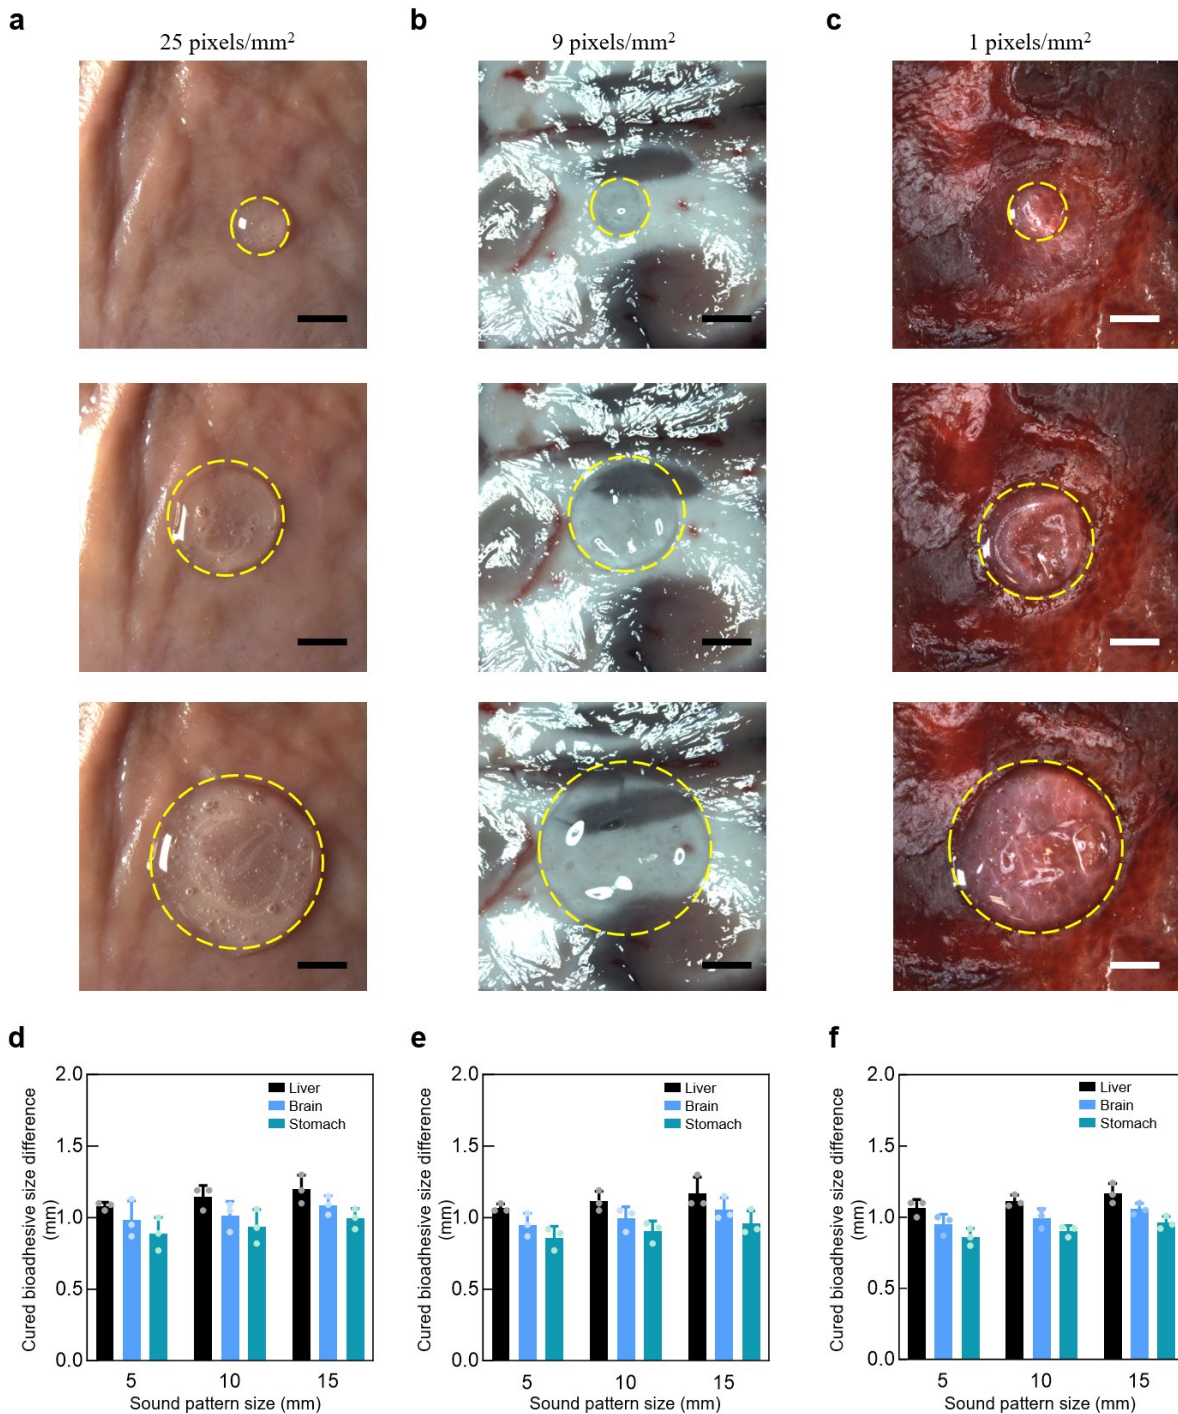 a
b
c
25 pixels/mm²
9 pixels/mm²
1 pixels/mm²
d
e
f
Cured bioadhesive size difference
(mm)
2.0
1.5
1.0
0.5
0.0
Liver
Brain
Stomach
5
10
15
Sound pattern size (mm)
Cured bioadhesive size difference
(mm)
2.0
1.5
1.0
0.5
0.0
Liver
Brain
Stomach
5
10
15
Sound pattern size (mm)
Cured bioadhesive size difference
(mm)
2.0
1.5
1.0
0.5
0.0
Liver
Brain
Stomach
5
10
15
Sound pattern size (mm)